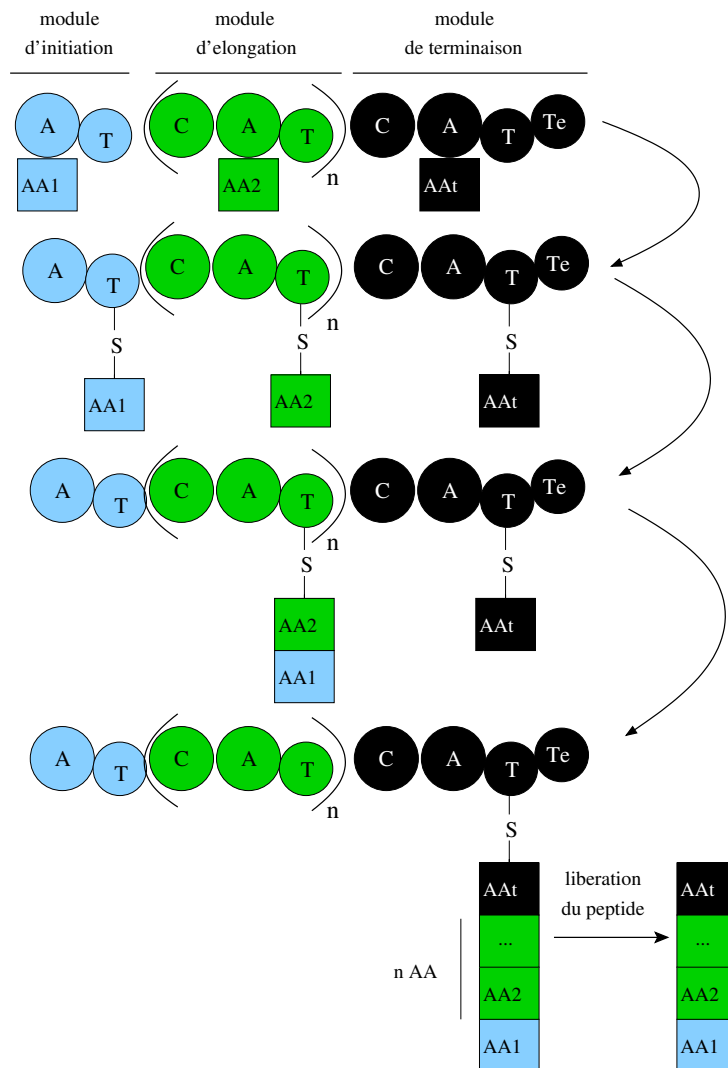 module
d'initiation
module
d'elongation
module
de terminaison
A T C A T C A T Te
AA1 AA2 n AAt
A T C A T C A T Te
n
S S S
AA1 AA2 AAt
A T C A T C A T Te
n
S S
AA2 AAt
AA1
A T C A T C A T Te
n
S
AAt liberation AAt
du peptide
... ...
n AA
AA2 AA2
AA1 AA1